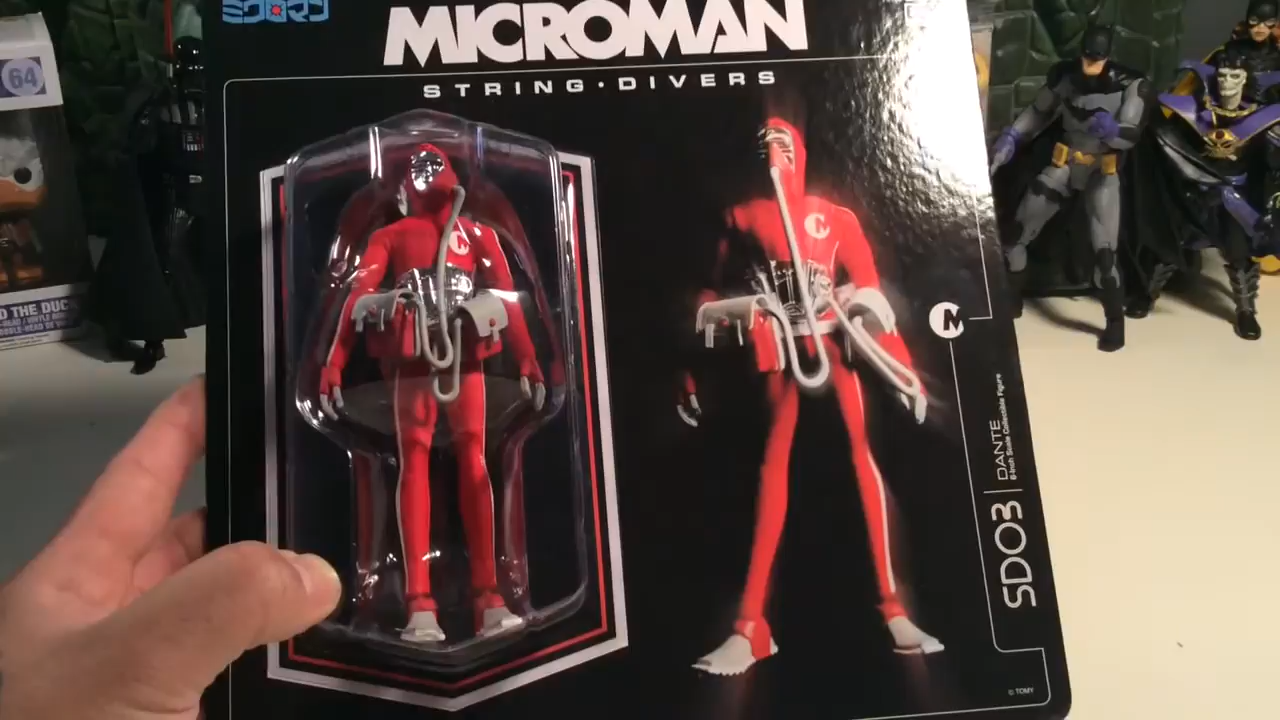 MICROMAN
STRING•DIVERS
64
D THE DUC
M
SD03 | DANTE
6-Inch Scale Collectible Figure
© TOMY